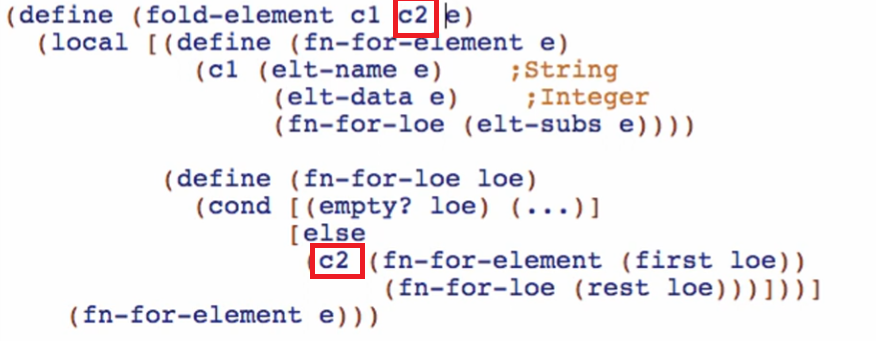 (define (fold-element c1 c2 e)
(local [(define (fn-for-element e)
(c1 (elt-name e) ;String
(elt-data e) ;Integer
(fn-for-loe (elt-subs e))))
(define (fn-for-loe loe)
(cond [(empty? loe) (...)]
[else
(c2 (fn-for-element (first loe))
(fn-for-loe (rest loe)))]))]
(fn-for-element e)))